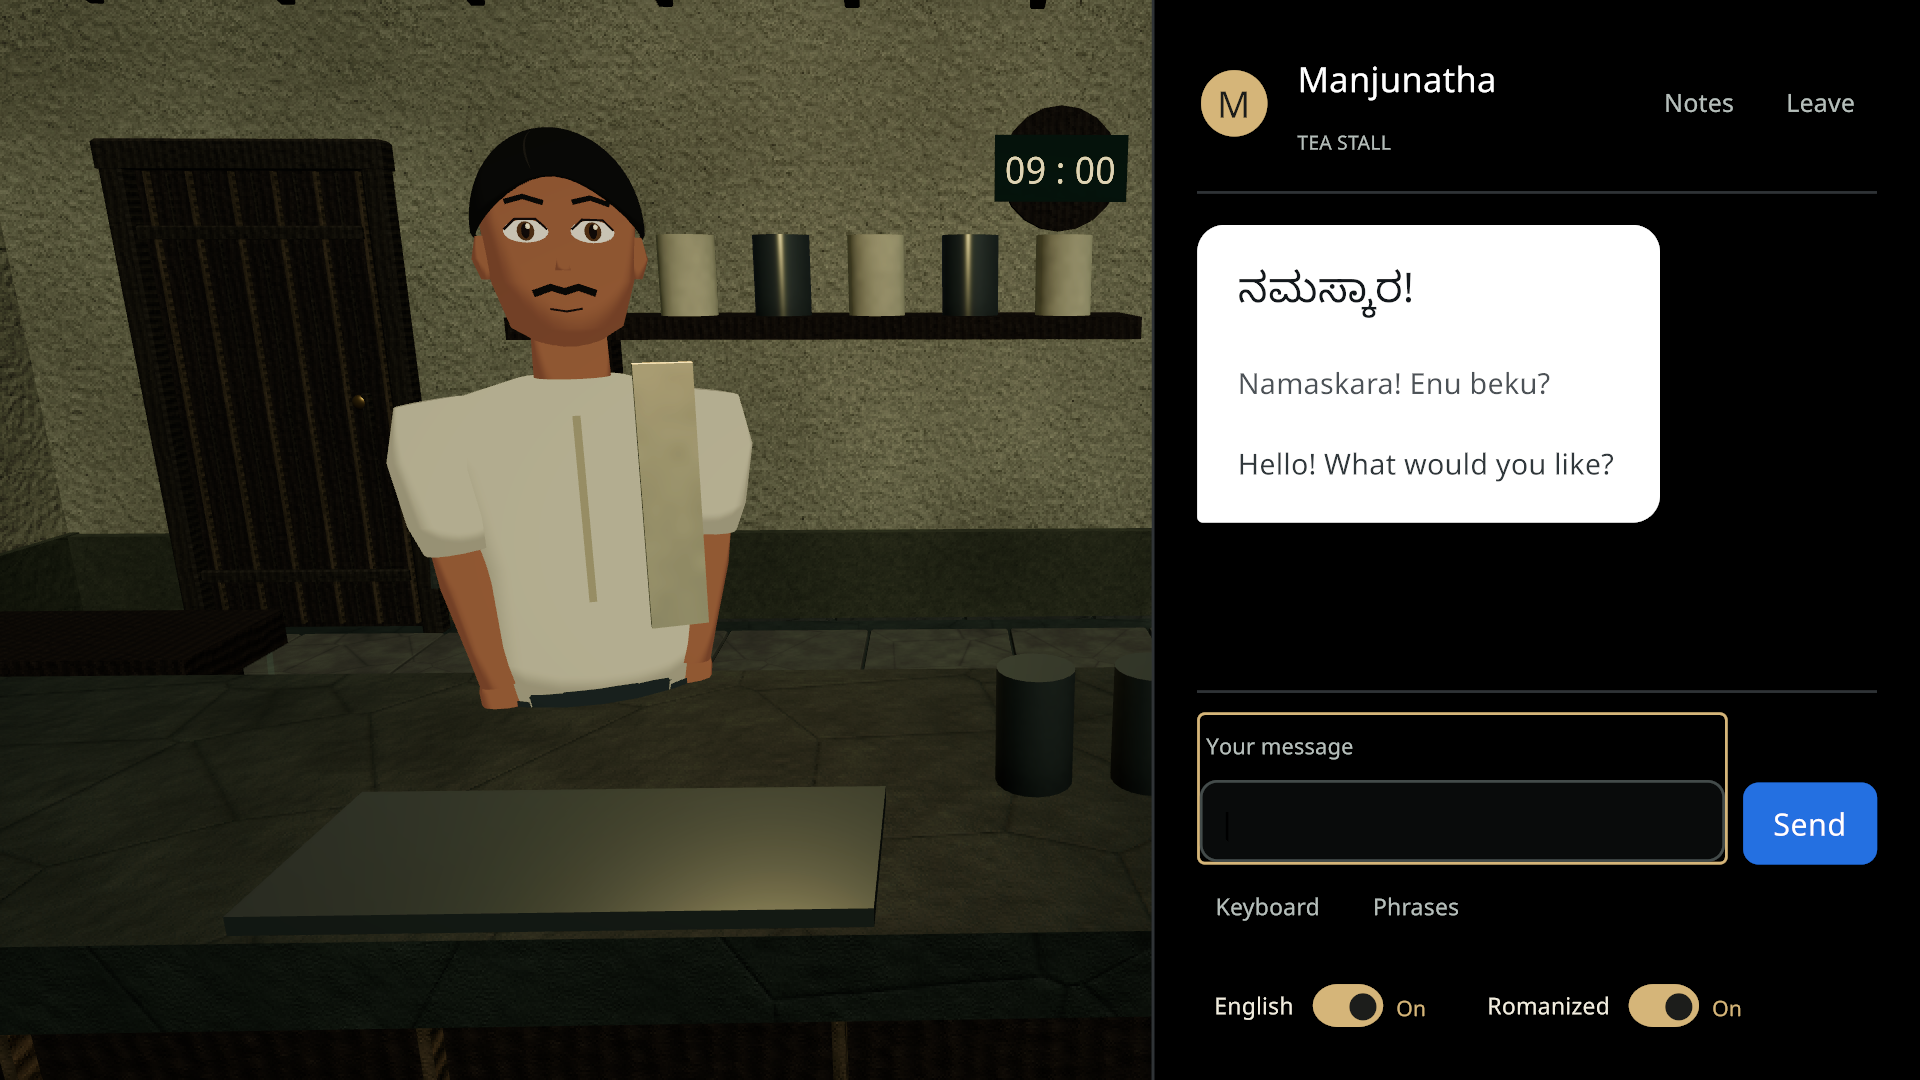 09 : 00
M
Manjunatha
TEA STALL
Notes
Leave
ನಮಸ್ಕಾರ!
Namaskara! Enu beku?
Hello! What would you like?
Your message
Send
Keyboard
Phrases
English
On
Romanized
On